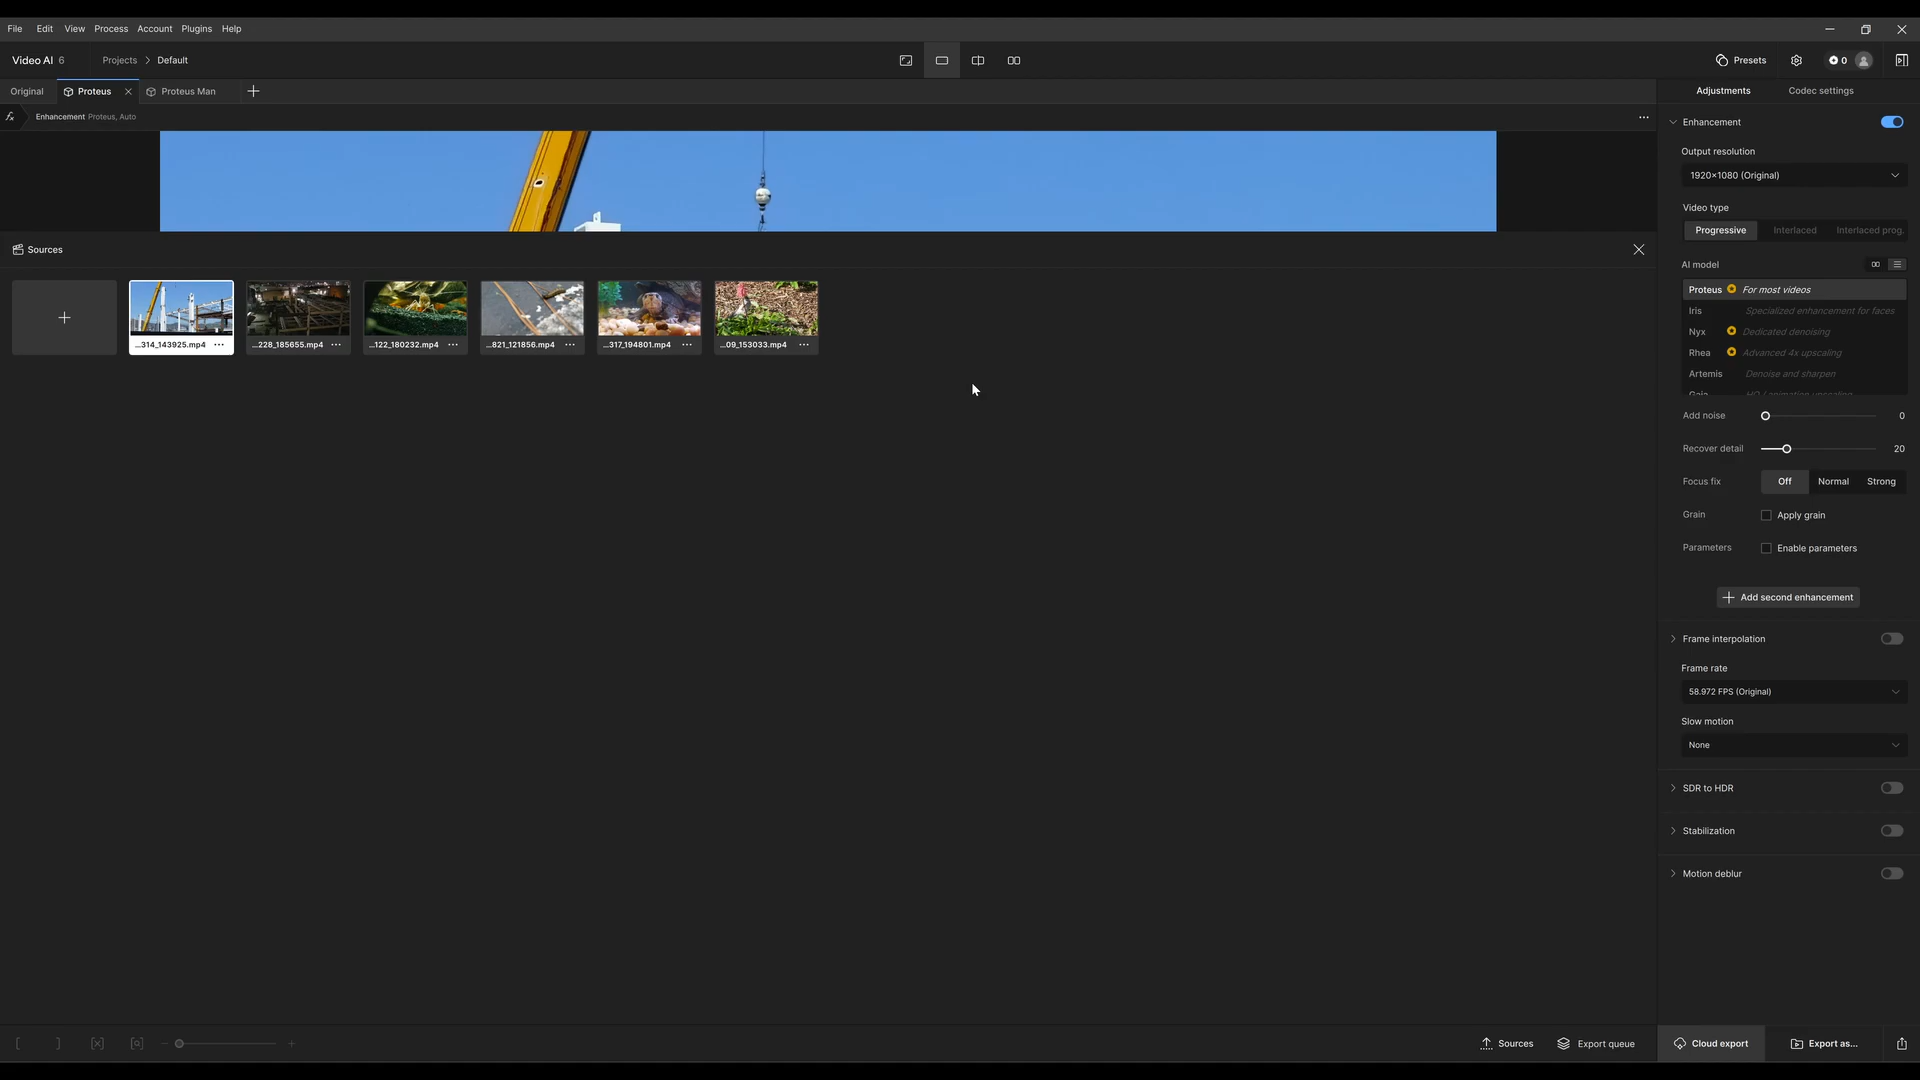 File Edit View Process Account Plugins Help
Video AI 6 Projects > Default Presets 0
Original Proteus Proteus Man
Adjustments Codec settings
fx Enhancement Proteus, Auto
Enhancement
Output resolution
1920×1080 (Original)
Video type
Progressive Interlaced Interlaced prog.
Sources
AI model
Proteus For most videos
Iris Specialized enhancement for faces
Nyx Dedicated denoising
Rhea Advanced 4x upscaling
Artemis Denoise and sharpen
Gaia HQ / animation upscaling
...314_143925.mp4 ...228_185655.mp4 ...122_180232.mp4 ...821_121856.mp4 ...317_194801.mp4 ...09_153033.mp4
Add noise 0
Recover detail 20
Focus fix Off Normal Strong
Grain Apply grain
Parameters Enable parameters
Add second enhancement
Frame interpolation
Frame rate
58.972 FPS (Original)
Slow motion
None
SDR to HDR
Stabilization
Motion deblur
Sources Export queue Cloud export Export as...